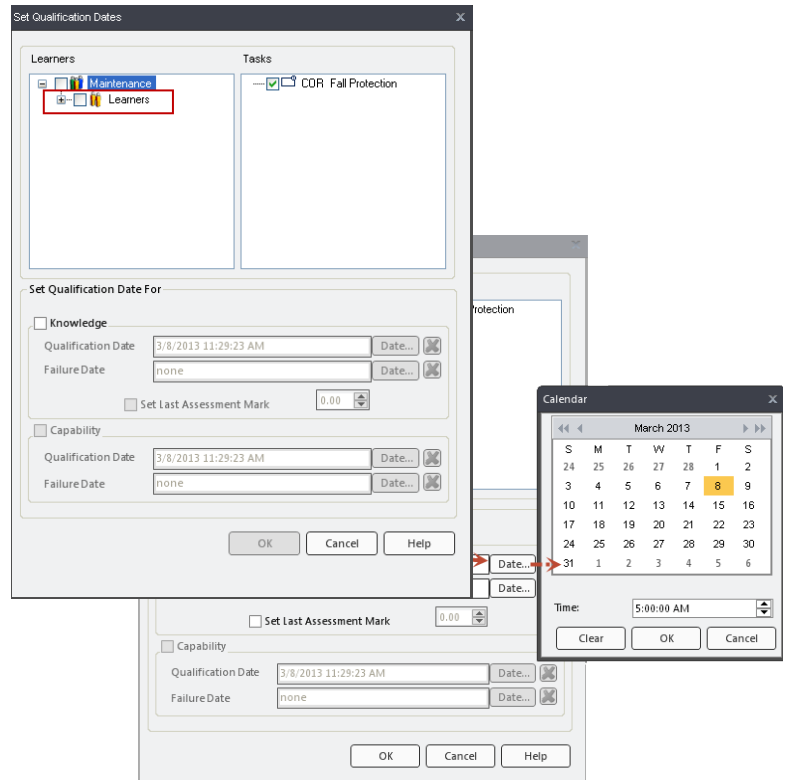 Set Qualification Dates x
Learners Tasks
Maintenance
Learners
COR Fall Protection
Set Qualification Date For
Knowledge
Qualification Date 3/8/2013 11:29:23 AM Date...
Failure Date none Date...
Set Last Assessment Mark 0.00
Capability
Qualification Date 3/8/2013 11:29:23 AM Date...
Failure Date none Date...
OK Cancel Help
rotection
Date...
Date...
Set Last Assessment Mark 0.00
Capability
Qualification Date 3/8/2013 11:29:23 AM Date...
Failure Date none Date...
OK Cancel Help
Calendar x
March 2013
S M T W T F S
24 25 26 27 28 1 2
3 4 5 6 7 8 9
10 11 12 13 14 15 16
17 18 19 20 21 22 23
24 25 26 27 28 29 30
31 1 2 3 4 5 6
Time: 5:00:00 AM
Clear OK Cancel